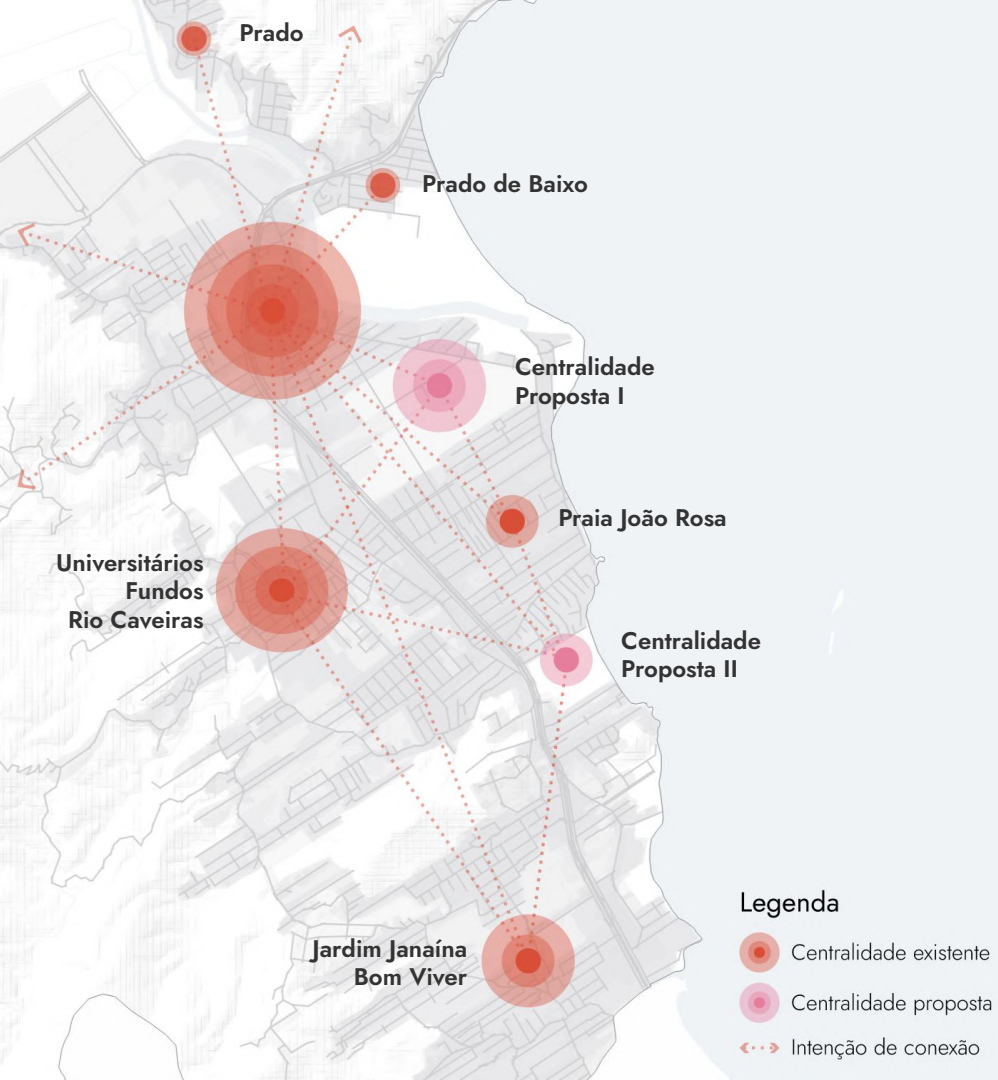 Prado
Prado de Baixo
Centralidade
Proposta I
Praia João Rosa
Universitários
Fundos
Rio Caveiras
Centralidade
Proposta II
Jardim Janaína
Bom Viver
Legenda
Centralidade existente
Centralidade proposta
Intenção de conexão